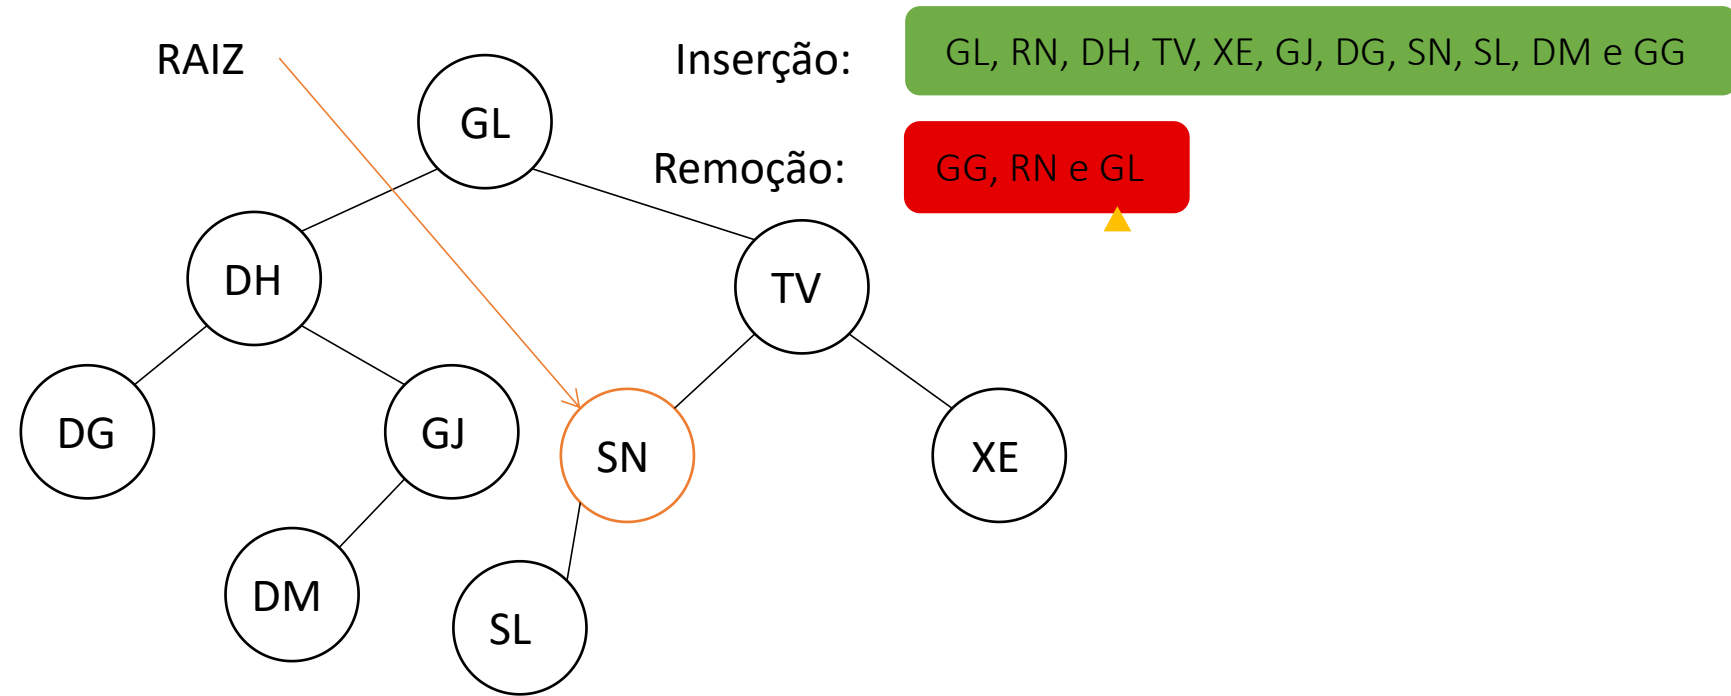 RAIZ
Inserção:
GL, RN, DH, TV, XE, GJ, DG, SN, SL, DM e GG
GL
Remoção:
GG, RN e GL
DH
TV
DG
GJ
SN
XE
DM
SL